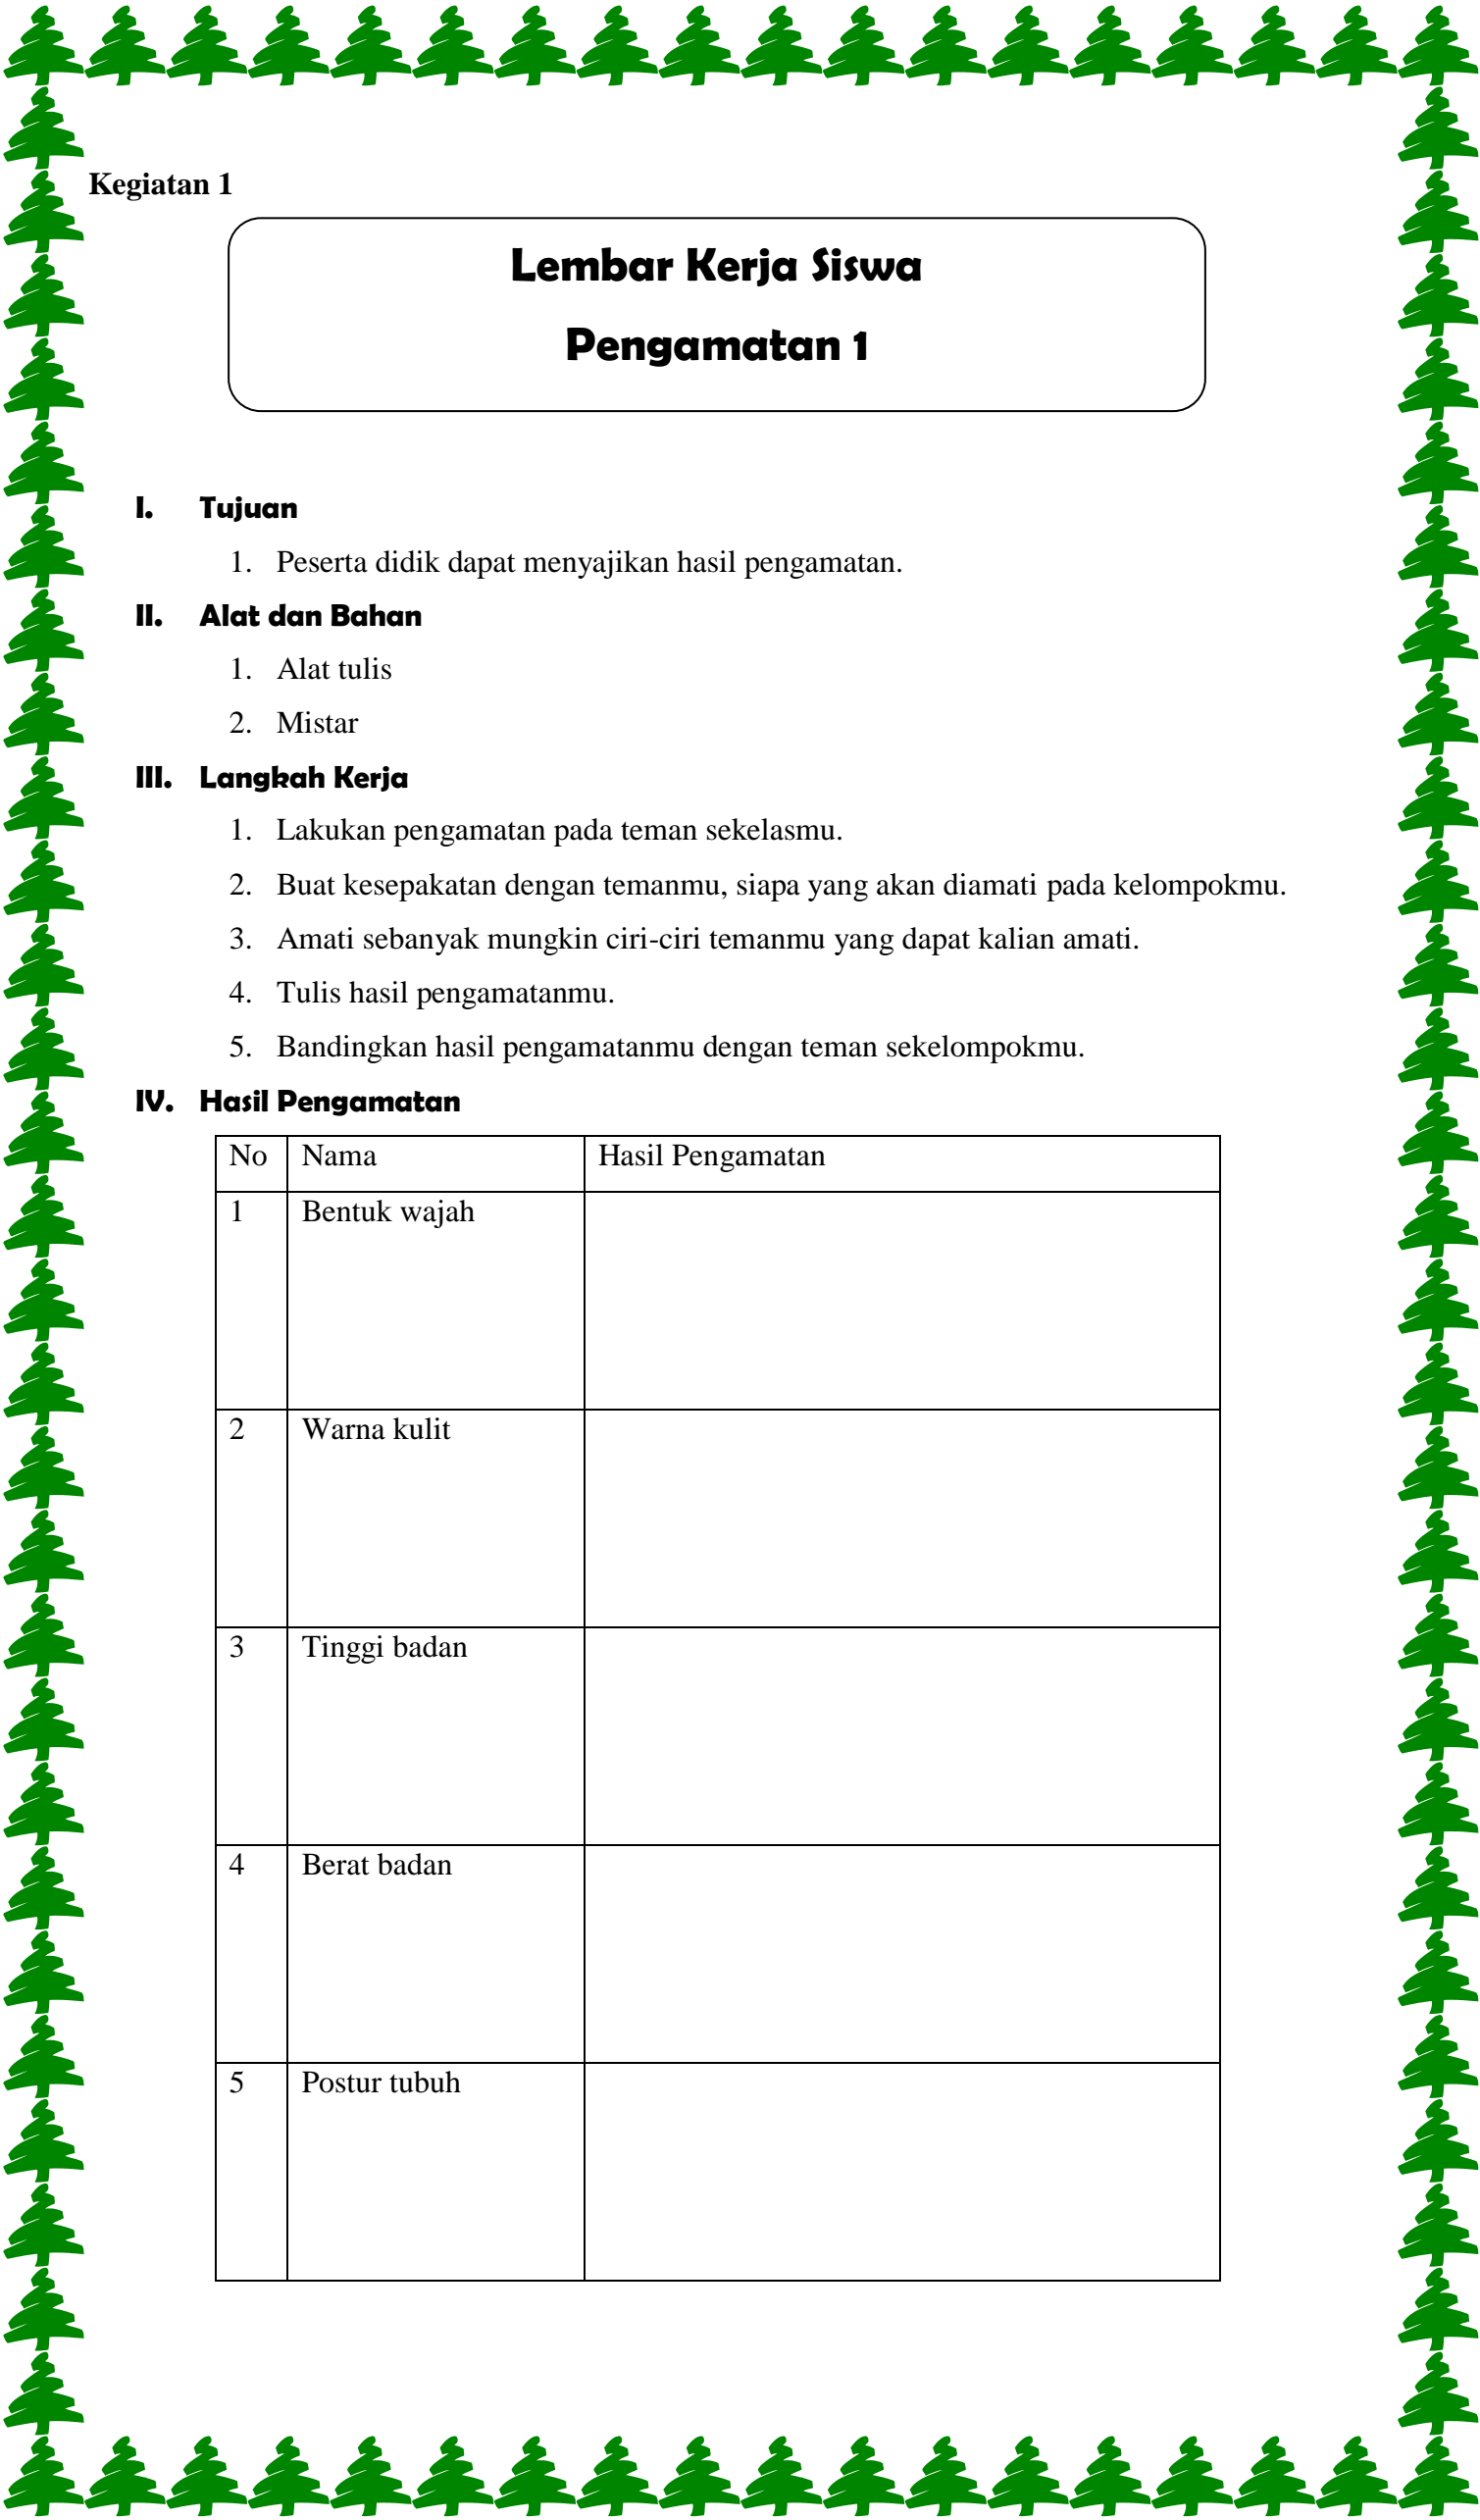 Kegiatan 1
Lembar Kerja Siswa
Pengamatan 1
I. Tujuan
1. Peserta didik dapat menyajikan hasil pengamatan.
II. Alat dan Bahan
1. Alat tulis
2. Mistar
III. Langkah Kerja
1. Lakukan pengamatan pada teman sekelasmu.
2. Buat kesepakatan dengan temanmu, siapa yang akan diamati pada kelompokmu.
3. Amati sebanyak mungkin ciri-ciri temanmu yang dapat kalian amati.
4. Tulis hasil pengamatanmu.
5. Bandingkan hasil pengamatanmu dengan teman sekelompokmu.
IV. Hasil Pengamatan
No Nama Hasil Pengamatan
1 Bentuk wajah
2 Warna kulit
3 Tinggi badan
4 Berat badan
5 Postur tubuh